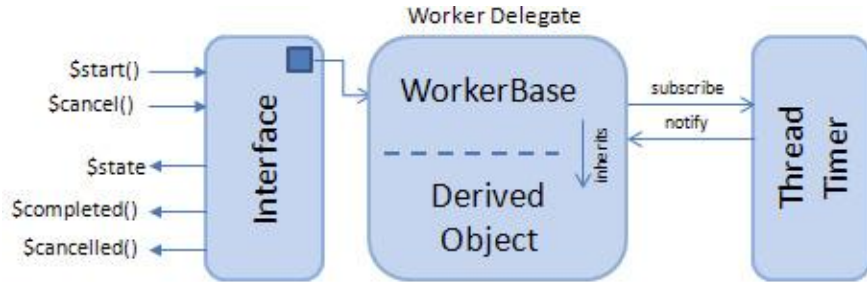 Worker Delegate
$start()
$cancel()
$state
$completed()
$cancelled()
Interface
WorkerBase
inherits
Derived
Object
subscribe
notify
Thread
Timer